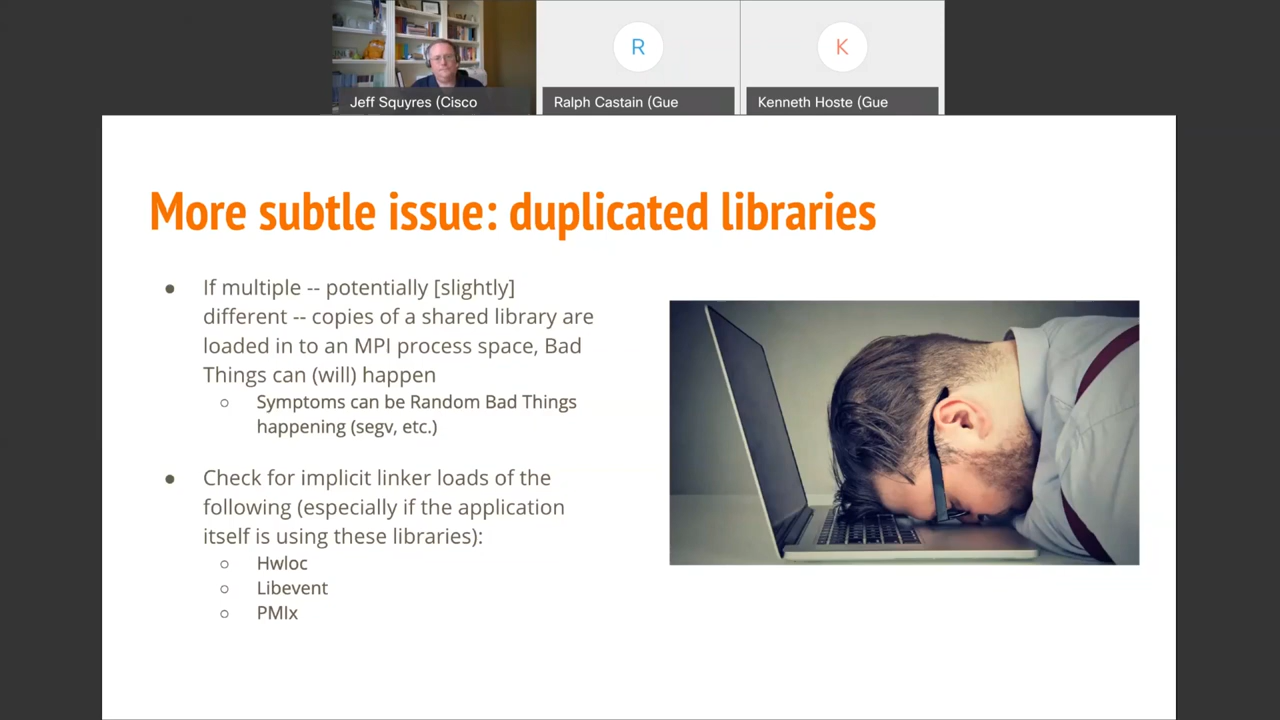 R
K
Jeff Squyres (Cisco
Ralph Castain (Gue
Kenneth Hoste (Gue
More subtle issue: duplicated libraries
● If multiple -- potentially [slightly]
different -- copies of a shared library are
loaded in to an MPI process space, Bad
Things can (will) happen
○ Symptoms can be Random Bad Things
happening (segv, etc.)
● Check for implicit linker loads of the
following (especially if the application
itself is using these libraries):
○ Hwloc
○ Libevent
○ PMIx